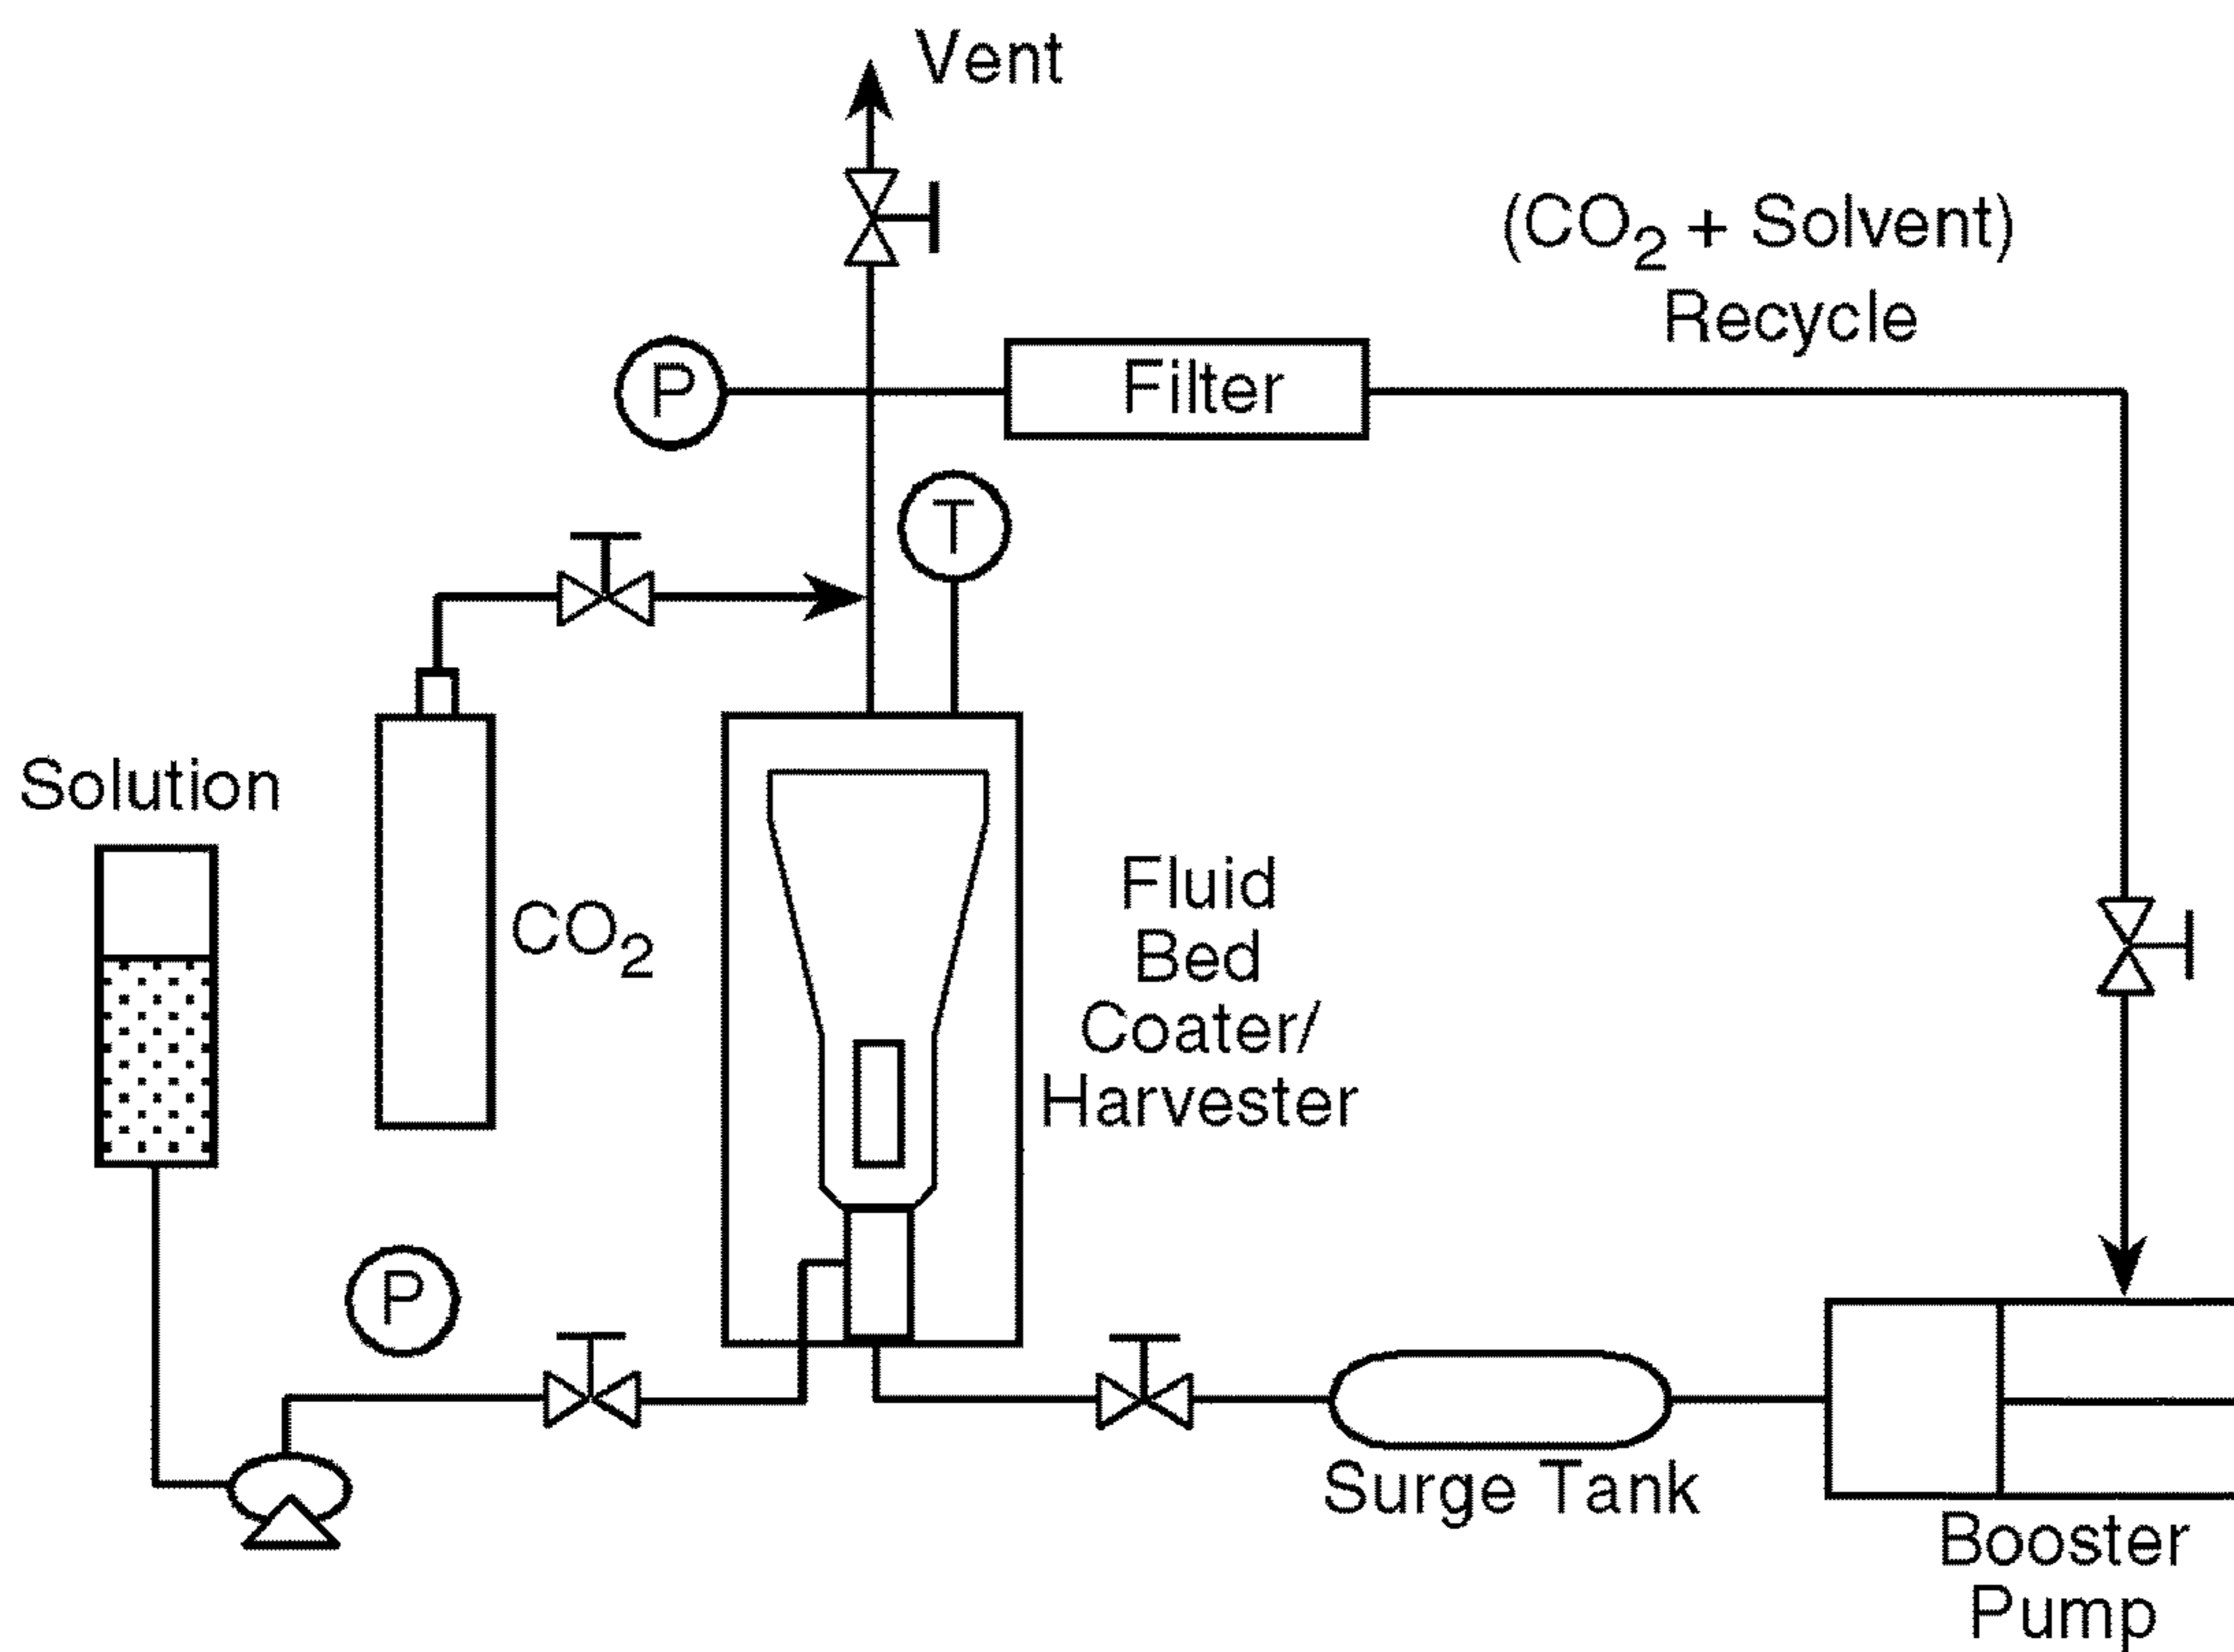 Vent
(CO₂ + Solvent)
Recycle
P
Filter
T
Solution
CO₂
Fluid
Bed
Coater/
Harvester
P
Surge Tank
Booster
Pump